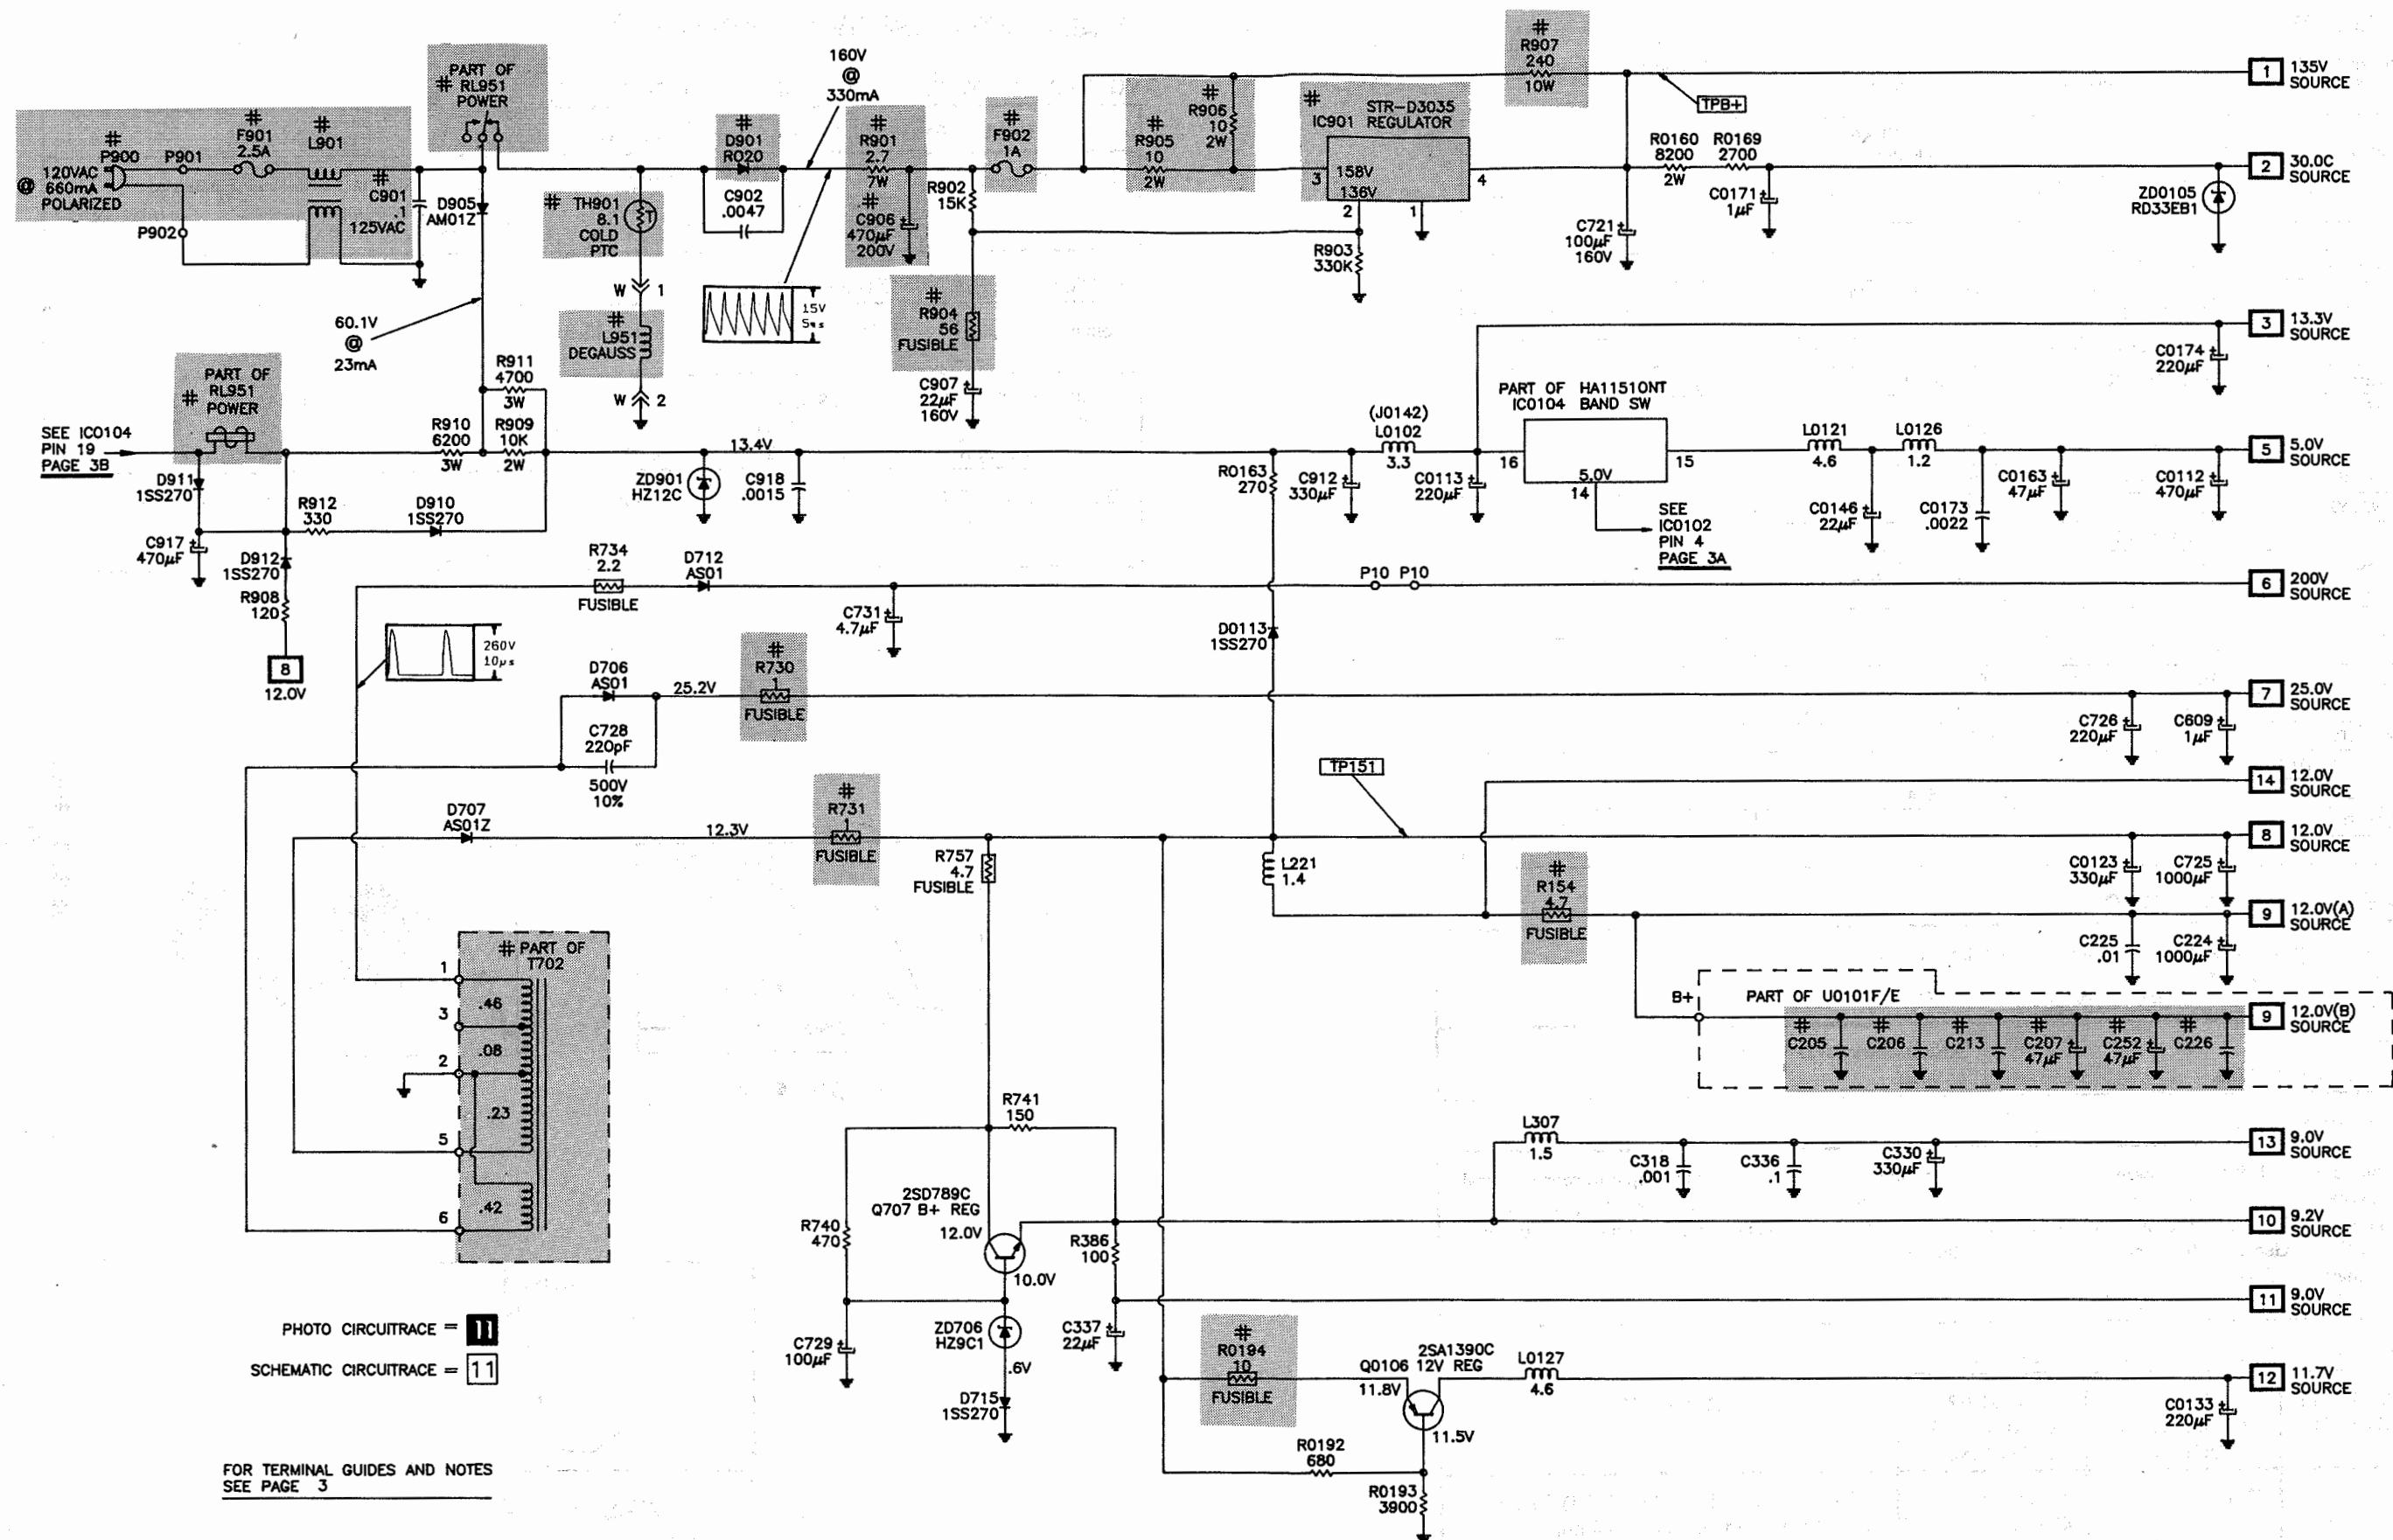 #
R907
240
10W
1 135V
SOURCE
160V
@
330mA
PART OF
# RL951
POWER
TPB+
#
R906
10
2W
#
R905
10
2W
#
STR-D3035
IC901 REGULATOR
158V
136V
3
4
2
1
#
F902
1A
#
D901
RO20
C902
.0047
#
R901
2.7
7W
.#
C906
470µF
200V
#
F901
2.5A
#
L901
#
P900
P901
120VAC
@ 660mA
POLARIZED
P902
#
C901
.1
125VAC
D905
AM01Z
# TH901
8.1
COLD
PTC
W 1
#
L951
DEGAUSS
W 2
15V
5µs
R902
15K
R903
330K
#
R904
56
FUSIBLE
C907
22µF
160V
R0160
8200
2W
R0169
2700
C0171
1µF
C721
100µF
160V
ZD0105
RD33EB1
2 30.0C
SOURCE
3 13.3V
SOURCE
C0174
220µF
60.1V
@
23mA
PART OF
# RL951
POWER
R911
4700
3W
SEE IC0104
PIN 19
PAGE 3B
R910
6200
3W
R909
10K
2W
D911
1SS270
R912
330
D910
1SS270
C917
470µF
D912
1SS270
R908
120
8
12.0V
13.4V
ZD901
HZ12C
C918
.0015
R0163
270
C912
330µF
(J0142)
L0102
3.3
C0113
220µF
PART OF HA11510NT
IC0104 BAND SW
16
15
5.0V
14
SEE
IC0102
PIN 4
PAGE 3A
L0121
4.6
L0126
1.2
C0146
22µF
C0173
.0022
C0163
47µF
C0112
470µF
5 5.0V
SOURCE
R734
2.2
FUSIBLE
D712
AS01
C731
4.7µF
P10 P10
6 200V
SOURCE
260V
10µs
D0113
1SS270
D706
AS01
25.2V
#
R730
1
FUSIBLE
C728
220pF
500V
10%
C726
220µF
C609
1µF
7 25.0V
SOURCE
TP151
14 12.0V
SOURCE
D707
AS01Z
12.3V
#
R731
1
FUSIBLE
R757
4.7
FUSIBLE
L221
1.4
C0123
330µF
C725
1000µF
8 12.0V
SOURCE
#
R154
4.7
FUSIBLE
C225
.01
C224
1000µF
9 12.0V(A)
SOURCE
# PART OF
T702
1
.46
3
.08
2
.23
5
.42
6
B+
PART OF U0101F/E
#
C205
#
C206
#
C213
#
C207
47µF
#
C252
47µF
#
C226
9 12.0V(B)
SOURCE
R741
150
L307
1.5
C318
.001
C336
.1
C330
330µF
13 9.0V
SOURCE
2SD789C
Q707 B+ REG
12.0V
10.0V
R740
470
R386
100
10 9.2V
SOURCE
C729
100µF
ZD706
HZ9C1
.6V
D715
1SS270
C337
22µF
11 9.0V
SOURCE
#
R0194
10
FUSIBLE
2SA1390C
Q0106 12V REG
11.8V
11.5V
L0127
4.6
12 11.7V
SOURCE
C0133
220µF
R0192
680
R0193
3900
PHOTO CIRCUITRACE = 11
SCHEMATIC CIRCUITRACE = 11
FOR TERMINAL GUIDES AND NOTES
SEE PAGE 3